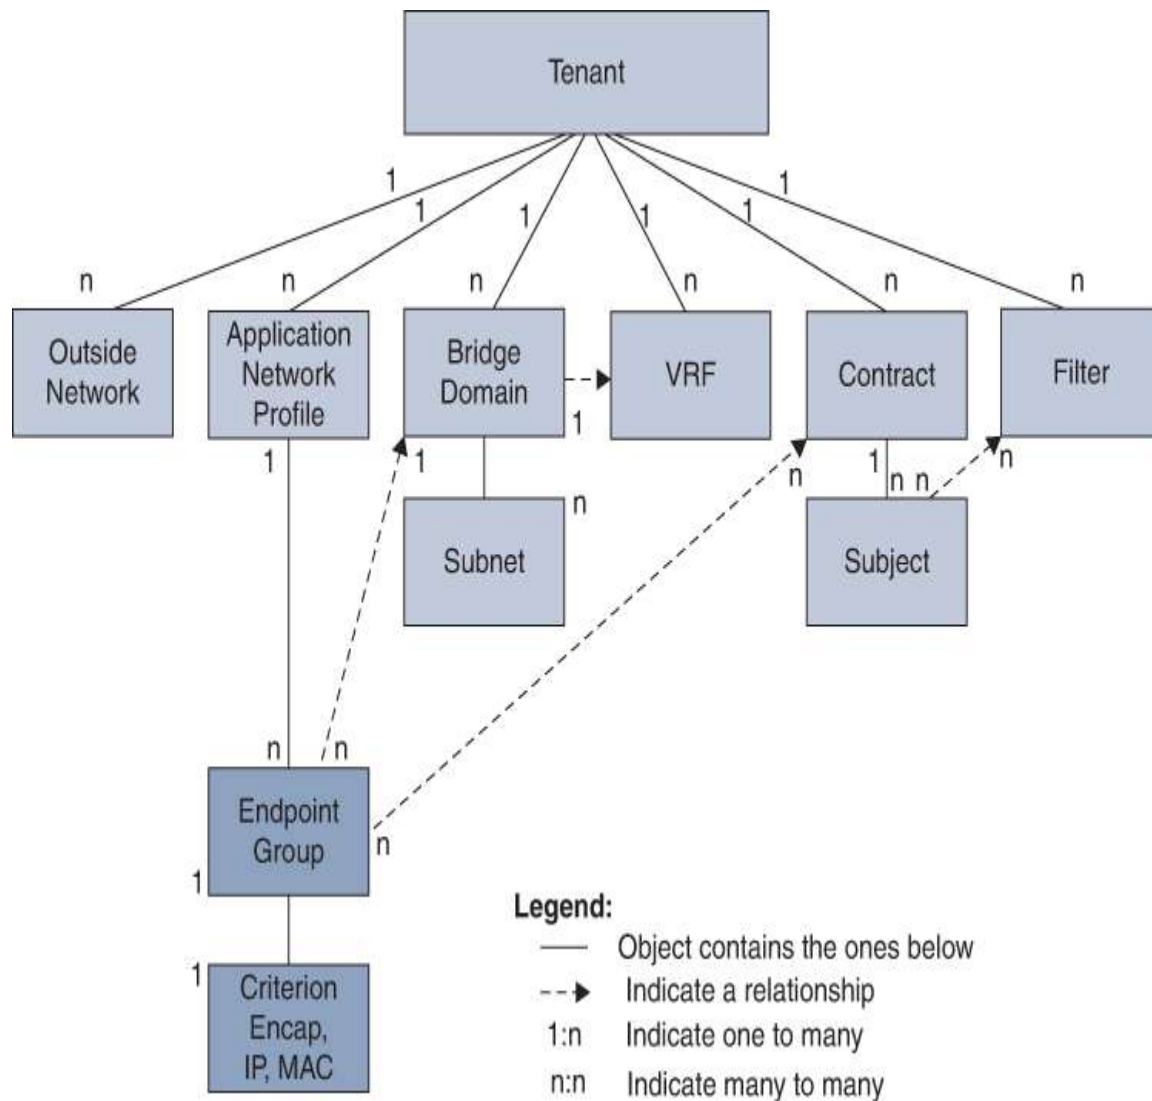 Tenant
1
1
1
1
1
1
n
n
n
n
n
n
Outside
Network
Application
Network
Profile
Bridge
Domain
VRF
Contract
Filter
1
1
1
n
1
n
n
n
n
Subnet
Subject
n
n
Endpoint
Group
n
1
1
Criterion
Encap,
IP, MAC
Legend:
Object contains the ones below
Indicate a relationship
1:n Indicate one to many
n:n Indicate many to many